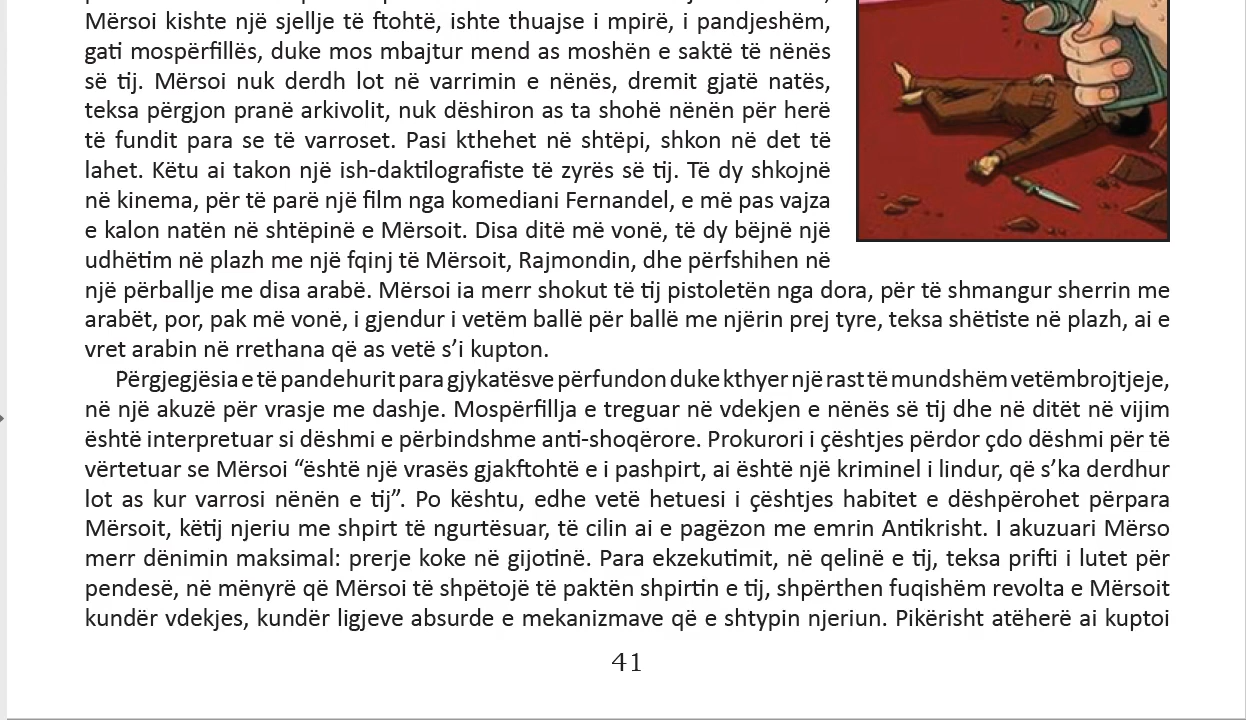 Mërsoi kishte një sjellje të ftohtë, ishte thuajse i mpirë, i pandjeshëm,
gati mospërfillës, duke mos mbajtur mend as moshën e saktë të nënës
së tij. Mërsoi nuk derdh lot në varrimin e nënës, dremit gjatë natës,
teksa përgjon pranë arkivolit, nuk dëshiron as ta shohë nënën për herë
të fundit para se të varroset. Pasi kthehet në shtëpi, shkon në det të
lahet. Këtu ai takon një ish-daktilografiste të zyrës së tij. Të dy shkojnë
në kinema, për të parë një film nga komediani Fernandel, e më pas vajza
e kalon natën në shtëpinë e Mërsoit. Disa ditë më vonë, të dy bëjnë një
udhëtim në plazh me një fqinj të Mërsoit, Rajmondin, dhe përfshihen në
një përballje me disa arabë. Mërsoi ia merr shokut të tij pistoletën nga dora, për të shmangur sherrin me
arabët, por, pak më vonë, i gjendur i vetëm ballë për ballë me njërin prej tyre, teksa shëtiste në plazh, ai e
vret arabin në rrethana që as vetë s’i kupton.
Përgjegjësia e të pandehurit para gjykatësve përfundon duke kthyer një rast të mundshëm vetëmbrojtjeje,
në një akuzë për vrasje me dashje. Mospërfillja e treguar në vdekjen e nënës së tij dhe në ditët në vijim
është interpretuar si dëshmi e përbindshme anti-shoqërore. Prokurori i çështjes përdor çdo dëshmi për të
vërtetuar se Mërsoi “është një vrasës gjakftohtë e i pashpirt, ai është një kriminel i lindur, që s’ka derdhur
lot as kur varrosi nënën e tij”. Po kështu, edhe vetë hetuesi i çështjes habitet e dëshpërohet përpara
Mërsoit, këtij njeriu me shpirt të ngurtësuar, të cilin ai e pagëzon me emrin Antikrisht. I akuzuari Mërso
merr dënimin maksimal: prerje koke në gijotinë. Para ekzekutimit, në qelinë e tij, teksa prifti i lutet për
pendesë, në mënyrë që Mërsoi të shpëtojë të paktën shpirtin e tij, shpërthen fuqishëm revolta e Mërsoit
kundër vdekjes, kundër ligjeve absurde e mekanizmave që e shtypin njeriun. Pikërisht atëherë ai kuptoi
41